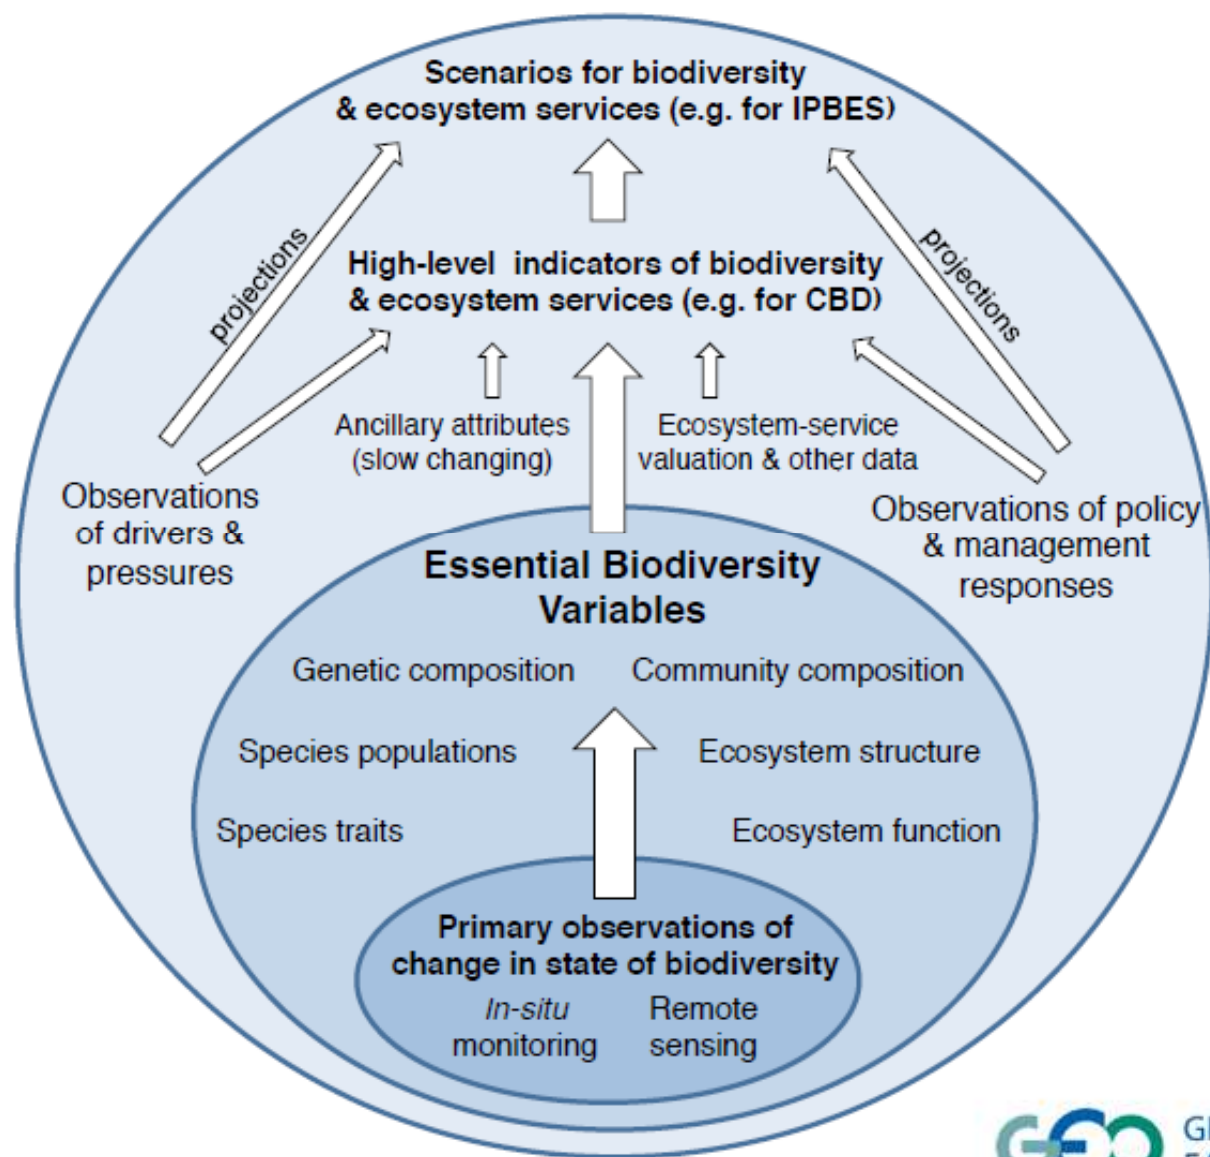 Scenarios for biodiversity
& ecosystem services (e.g. for IPBES)
projections
projections
High-level indicators of biodiversity
& ecosystem services (e.g. for CBD)
Ancillary attributes
(slow changing)
Ecosystem-service
valuation & other data
Observations
of drivers &
pressures
Observations of policy
& management
responses
Essential Biodiversity
Variables
Genetic composition
Community composition
Species populations
Ecosystem structure
Species traits
Ecosystem function
Primary observations of
change in state of biodiversity
In-situ
monitoring
Remote
sensing
GEO